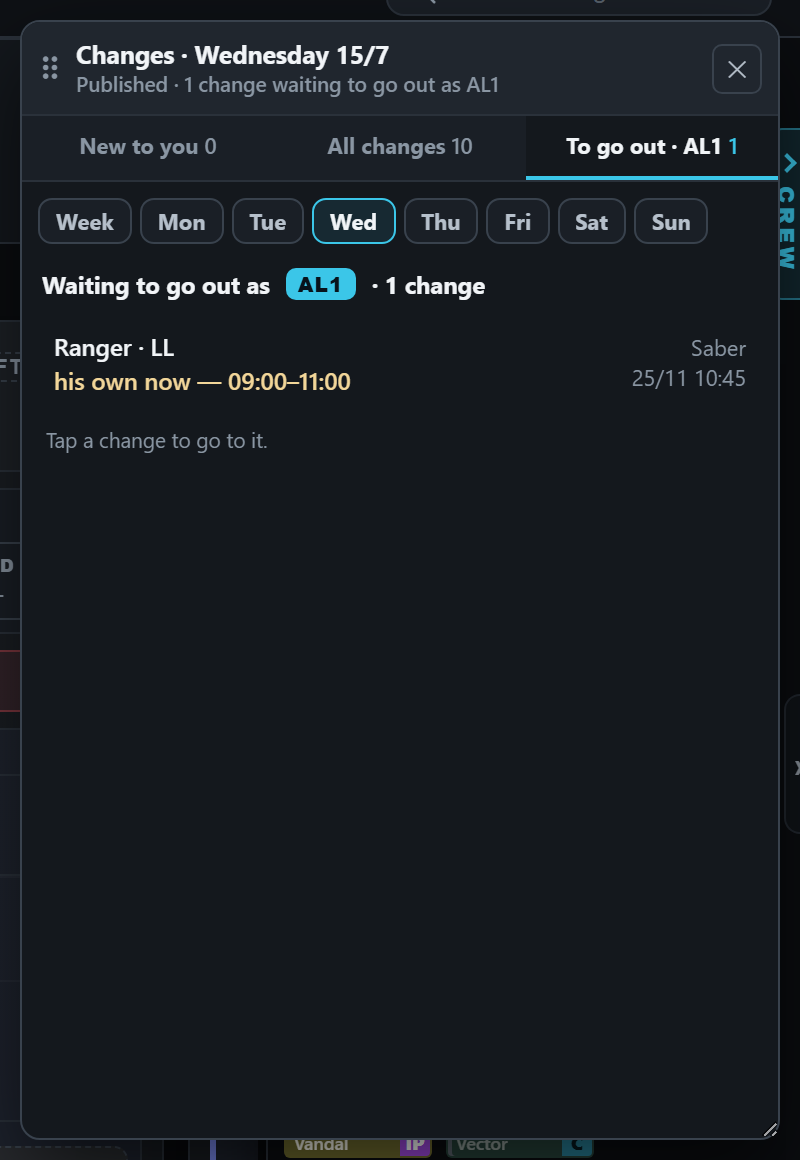 Changes · Wednesday 15/7
Published · 1 change waiting to go out as AL1
New to you 0
All changes 10
To go out · AL1 1
CREW
Week
Mon
Tue
Wed
Thu
Fri
Sat
Sun
Waiting to go out as AL1 · 1 change
Ranger · LL
Saber
his own now — 09:00–11:00
25/11 10:45
Tap a change to go to it.
FT
D
Vandal
IP
Vector
C